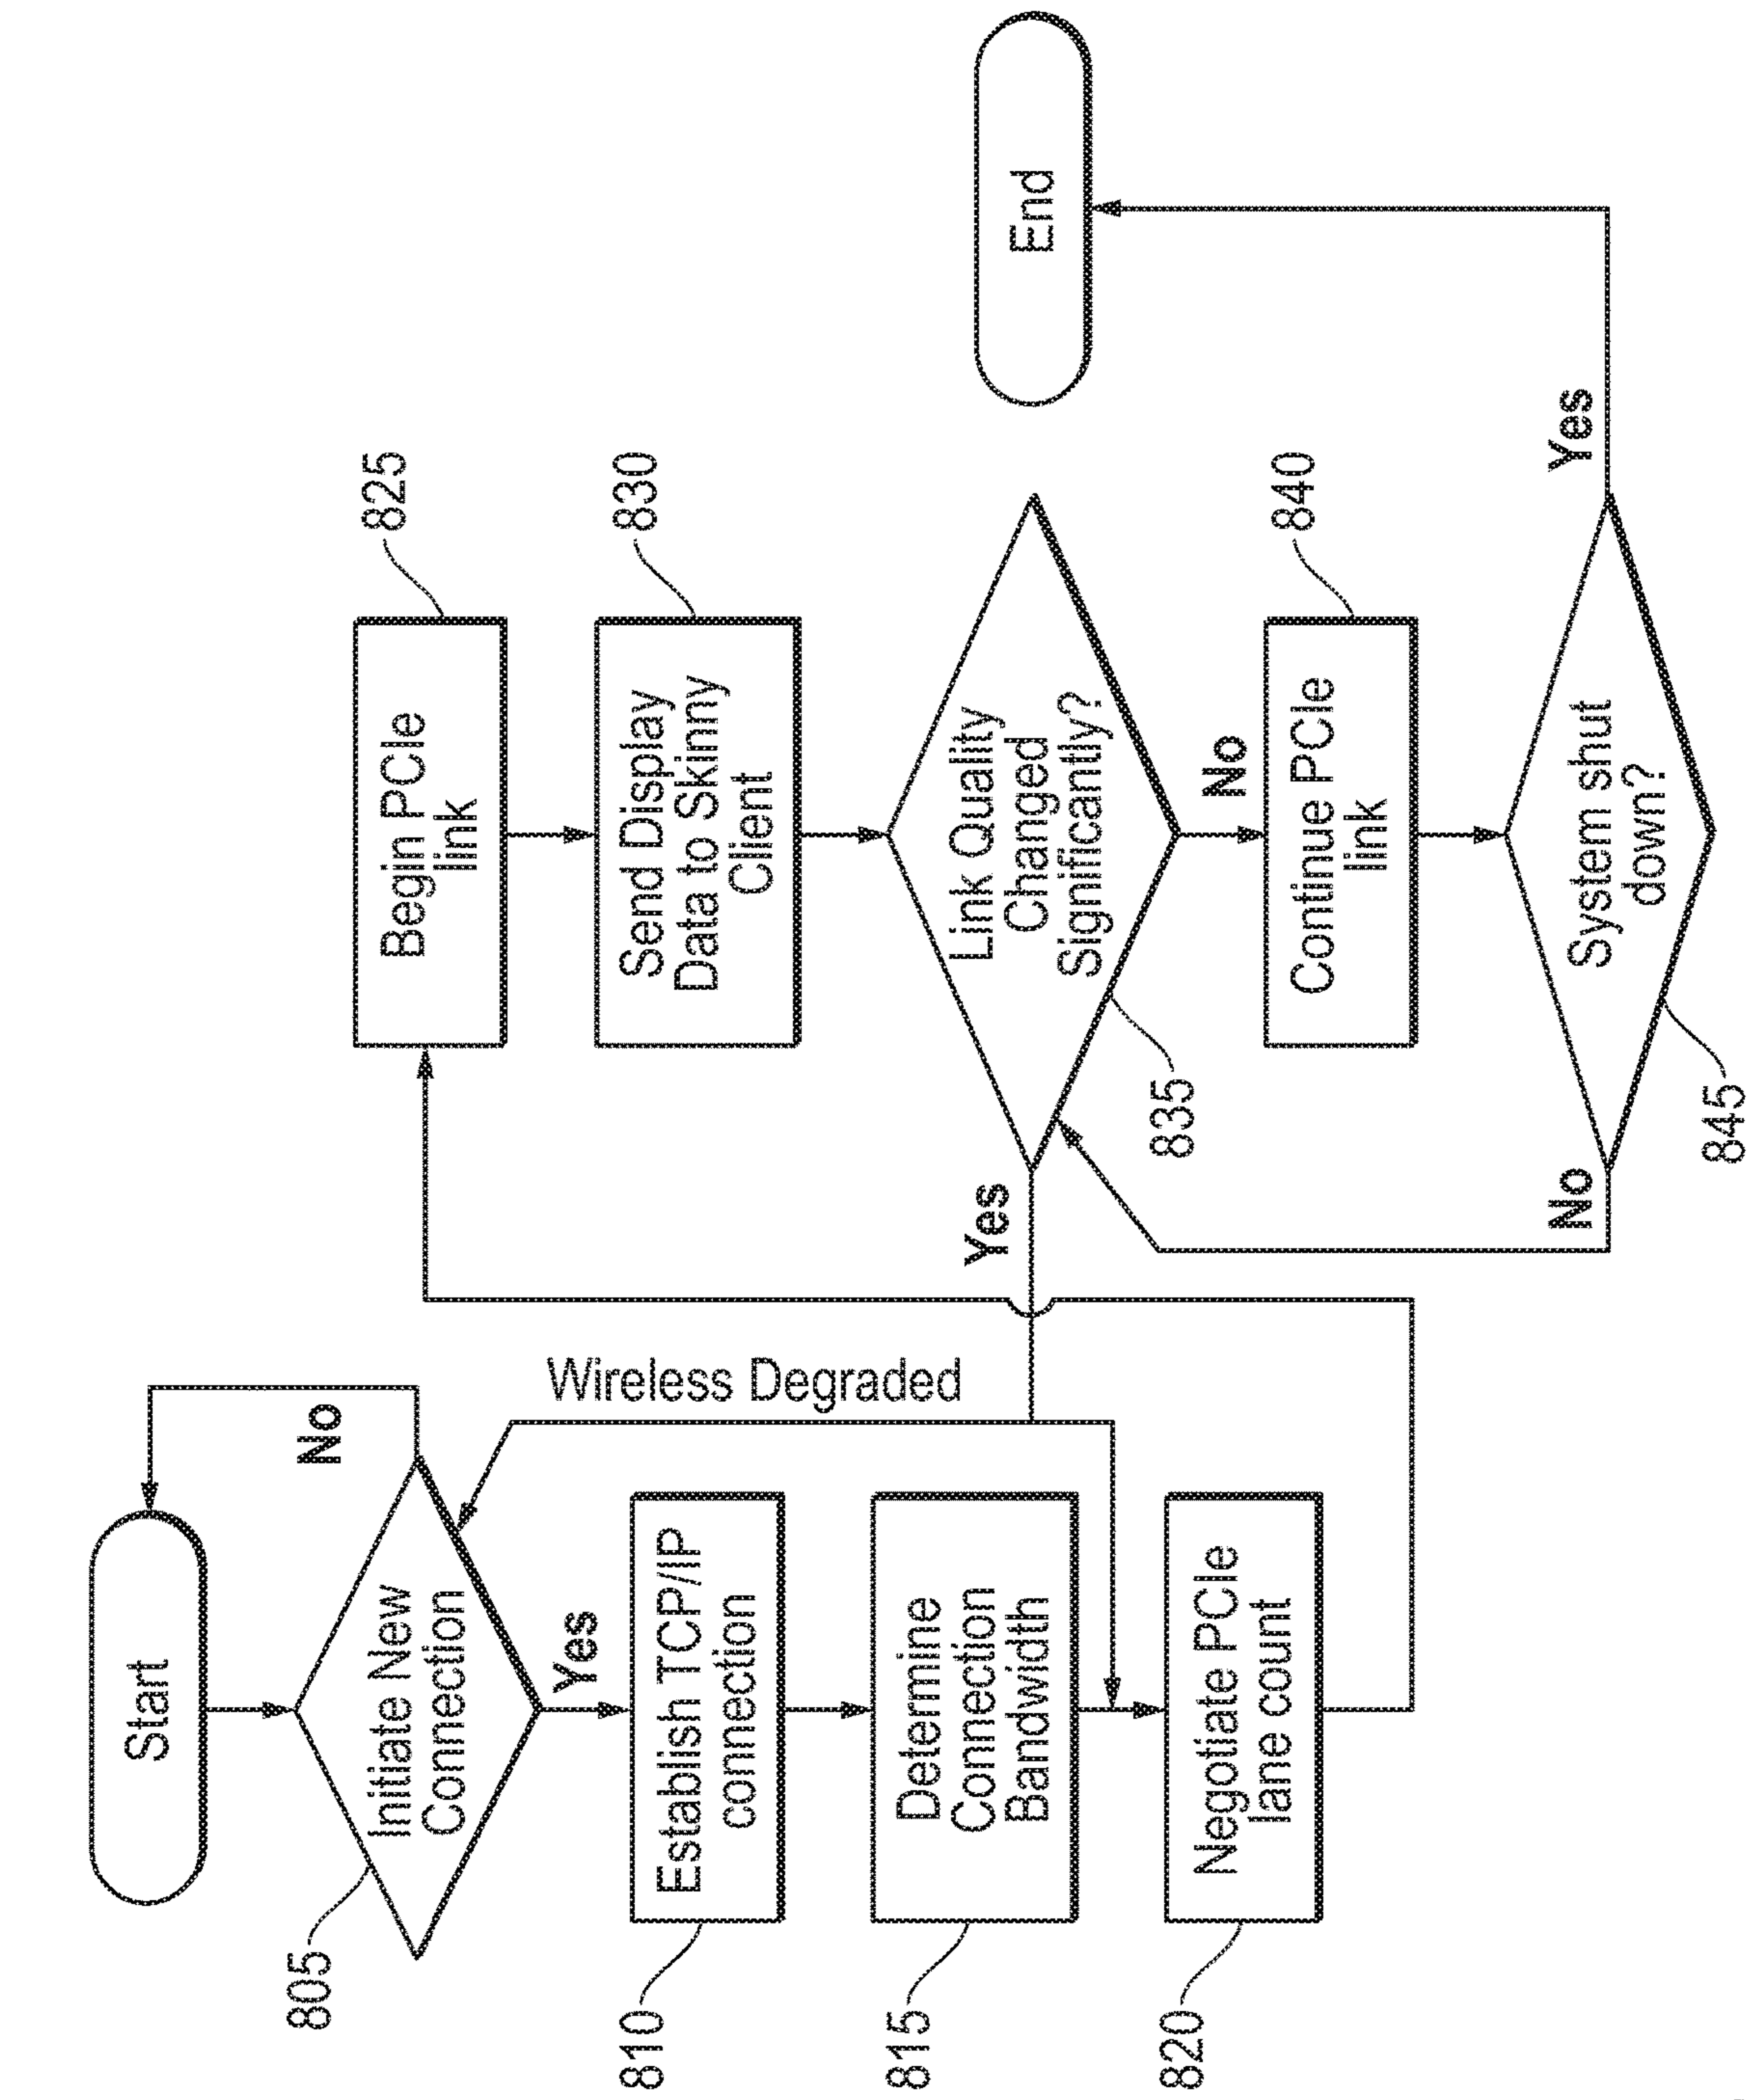 Start
805
Initiate New
Connection
No
Yes
810
Establish TCP/IP
connection
815
Determine
Connection
Bandwidth
820
Negotiate PCIe
lane count
Wireless Degraded
825
Begin PCIe
link
830
Send Display
Data to Skinny
Client
Link Quality
Changed
Significantly?
835
Yes
No
840
Continue PCIe
link
System shut
down?
845
No
Yes
End